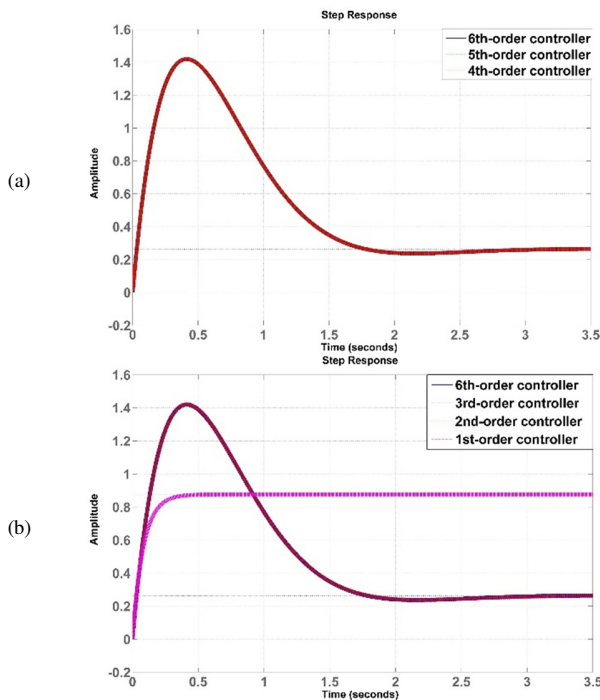 Step Response
1.6
1.4
1.2
1
0.8
0.6
0.4
0.2
0
-0.2
Amplitude
6th-order controller
5th-order controller
4th-order controller
(a)
0 0.5 1 1.5 2 2.5 3 3.5
Time (seconds)
Step Response
1.6
1.4
1.2
1
0.8
0.6
0.4
0.2
0
-0.2
Amplitude
6th-order controller
3rd-order controller
2nd-order controller
1st-order controller
(b)
0 0.5 1 1.5 2 2.5 3 3.5
Time (seconds)